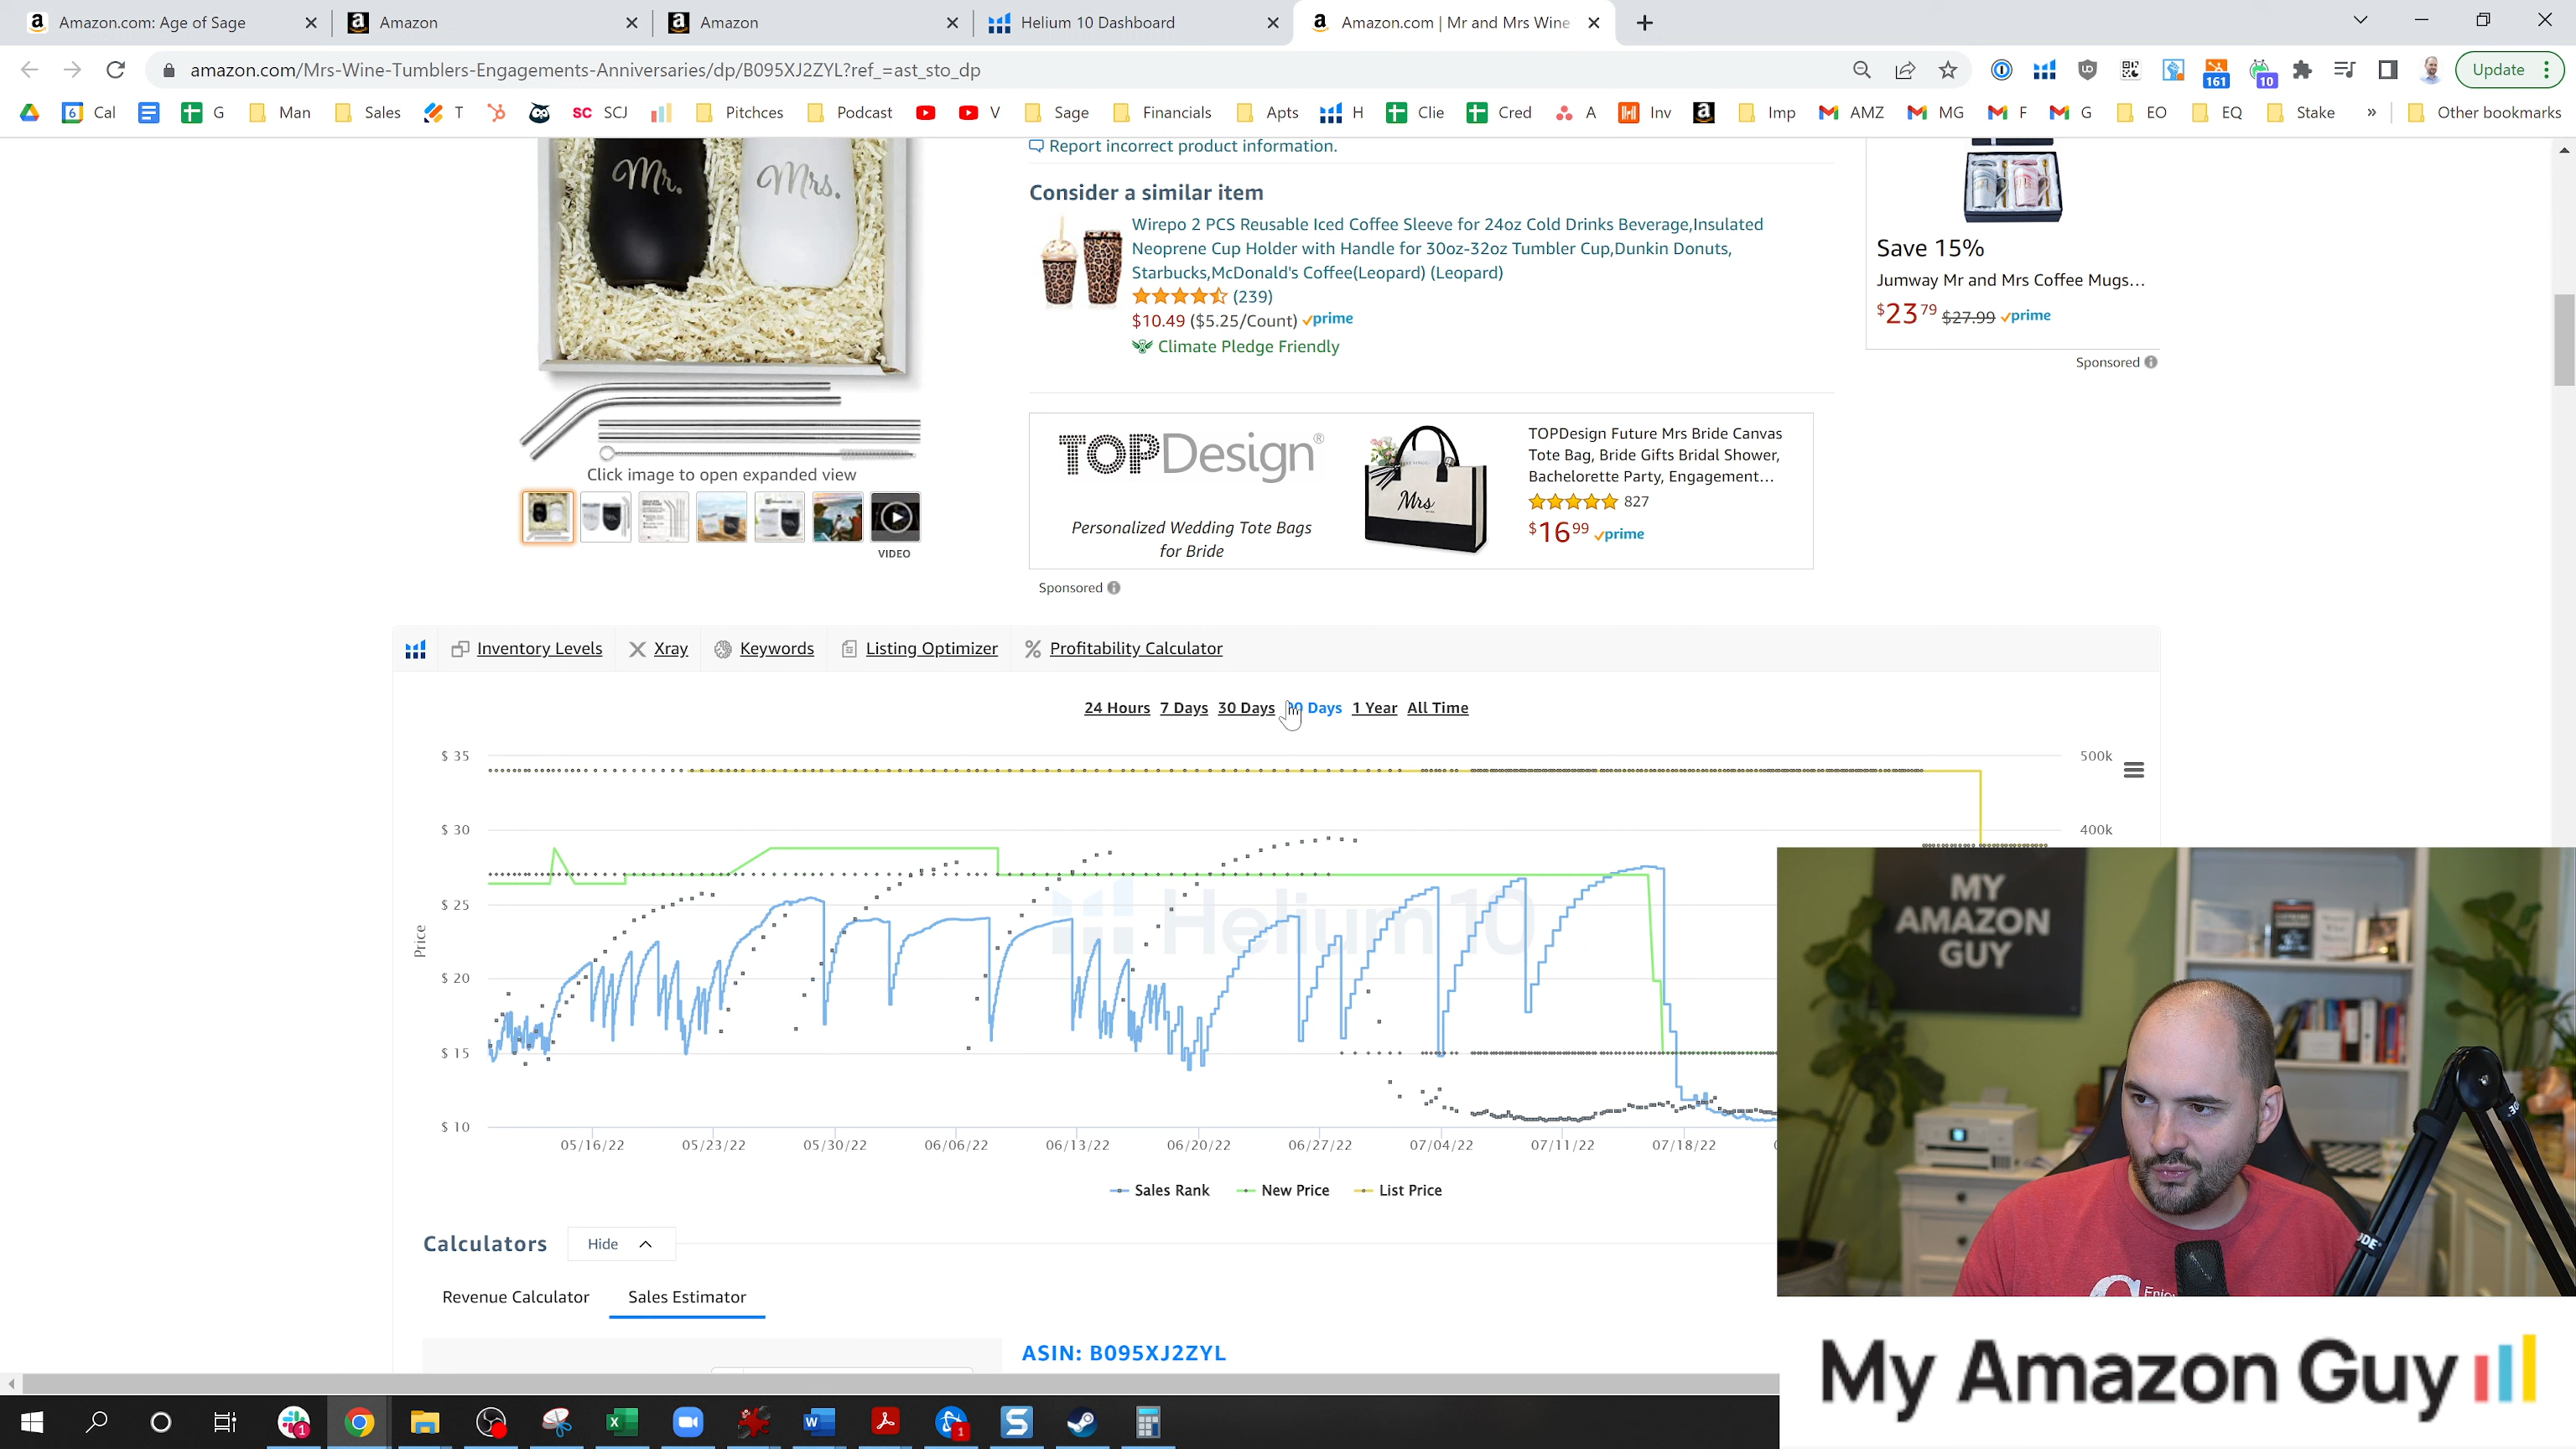 Amazon.com: Age of Sage
Amazon
Amazon
Helium 10 Dashboard
Amazon.com | Mr and Mrs Wine
amazon.com/Mrs-Wine-Tumblers-Engagements-Anniversaries/dp/B095XJ2ZYL?ref_=ast_sto_dp
161
10
Update
6 Cal
G
Man
Sales
T
SC SCJ
Pitchces
Podcast
V
Sage
Financials
Apts
H
Clie
Cred
A
Inv
Imp
AMZ
MG
F
G
EO
EQ
Stake
»
Other bookmarks
Mr.
Mrs.
Click image to open expanded view
VIDEO
Report incorrect product information.
Consider a similar item
Wirepo 2 PCS Reusable Iced Coffee Sleeve for 24oz Cold Drinks Beverage,Insulated
Neoprene Cup Holder with Handle for 30oz-32oz Tumbler Cup,Dunkin Donuts,
Starbucks,McDonald's Coffee(Leopard) (Leopard)
(239)
$10.49 ($5.25/Count) prime
Climate Pledge Friendly
TOPDesign®
Personalized Wedding Tote Bags
for Bride
Mrs
TOPDesign Future Mrs Bride Canvas
Tote Bag, Bride Gifts Bridal Shower,
Bachelorette Party, Engagement...
827
$16 99 prime
Sponsored
Save 15%
Jumway Mr and Mrs Coffee Mugs...
$23 79 $27.99 prime
Sponsored
Inventory Levels
Xray
Keywords
Listing Optimizer
Profitability Calculator
24 Hours 7 Days 30 Days 90 Days 1 Year All Time
$ 35
$ 30
$ 25
$ 20
$ 15
$ 10
Price
500k
400k
Helium 10
05/16/22
05/23/22
05/30/22
06/06/22
06/13/22
06/20/22
06/27/22
07/04/22
07/11/22
07/18/22
Sales Rank
New Price
List Price
Calculators
Hide
Revenue Calculator
Sales Estimator
ASIN: B095XJ2ZYL
MY
AMAZON
GUY
Enjoy
My Amazon Guy